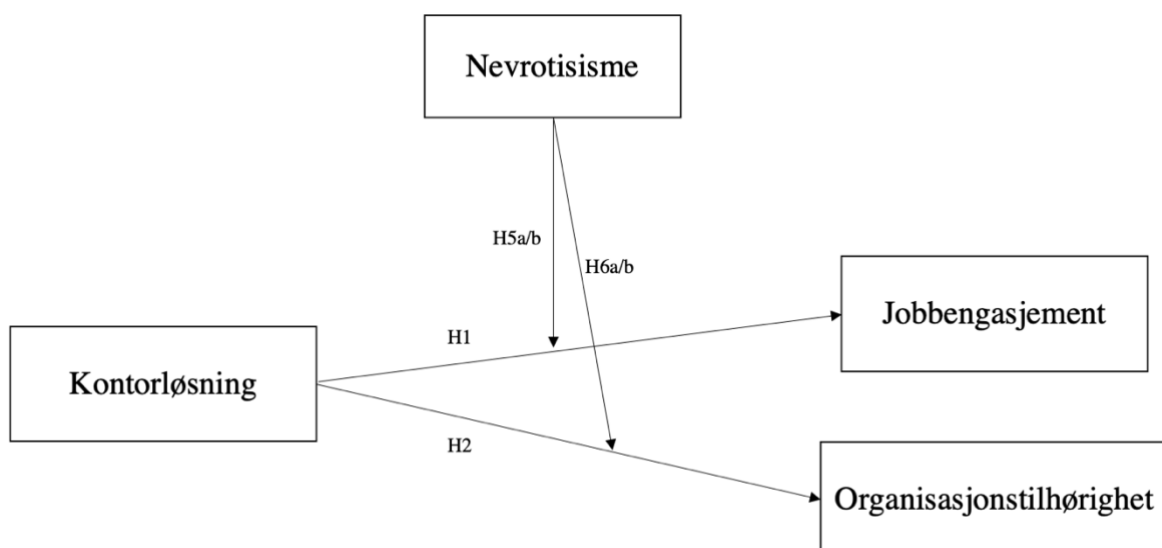 Nevrotisisme
H5a/b
H6a/b
Jobbengasjement
H1
Kontorløsning
H2
Organisasjonstilhørighet